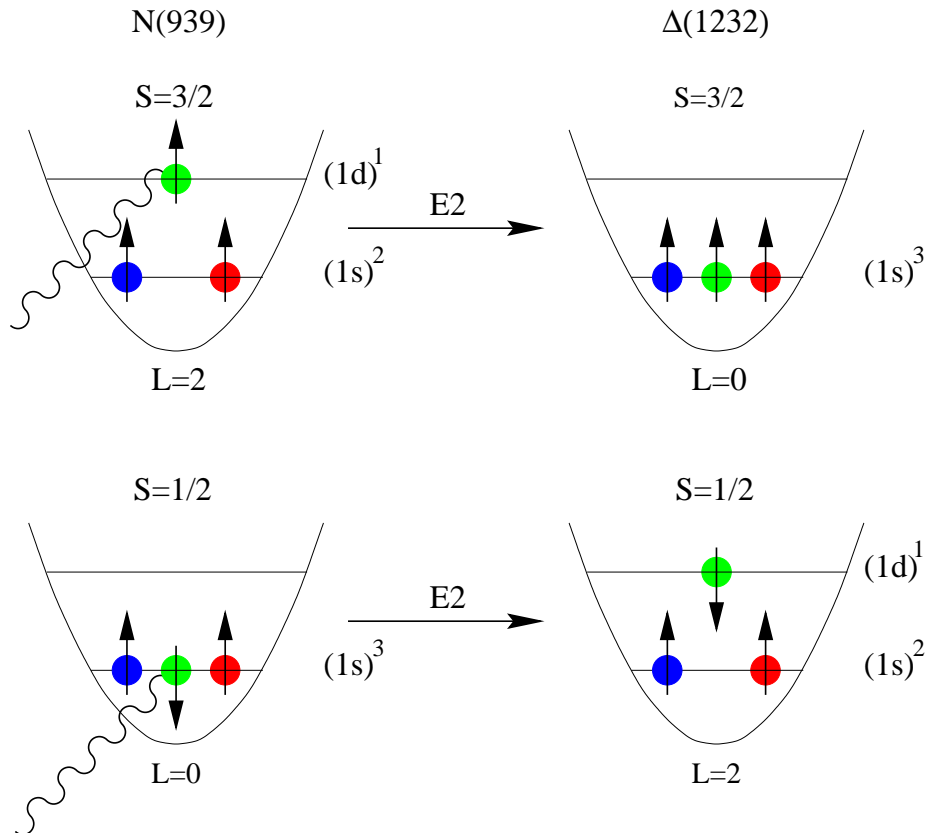 N(939) Δ(1232)
S=3/2 S=3/2
(1d)¹
E2
(1s)² (1s)³
L=2 L=0
S=1/2 S=1/2
(1d)¹
E2
(1s)³ (1s)²
L=0 L=2